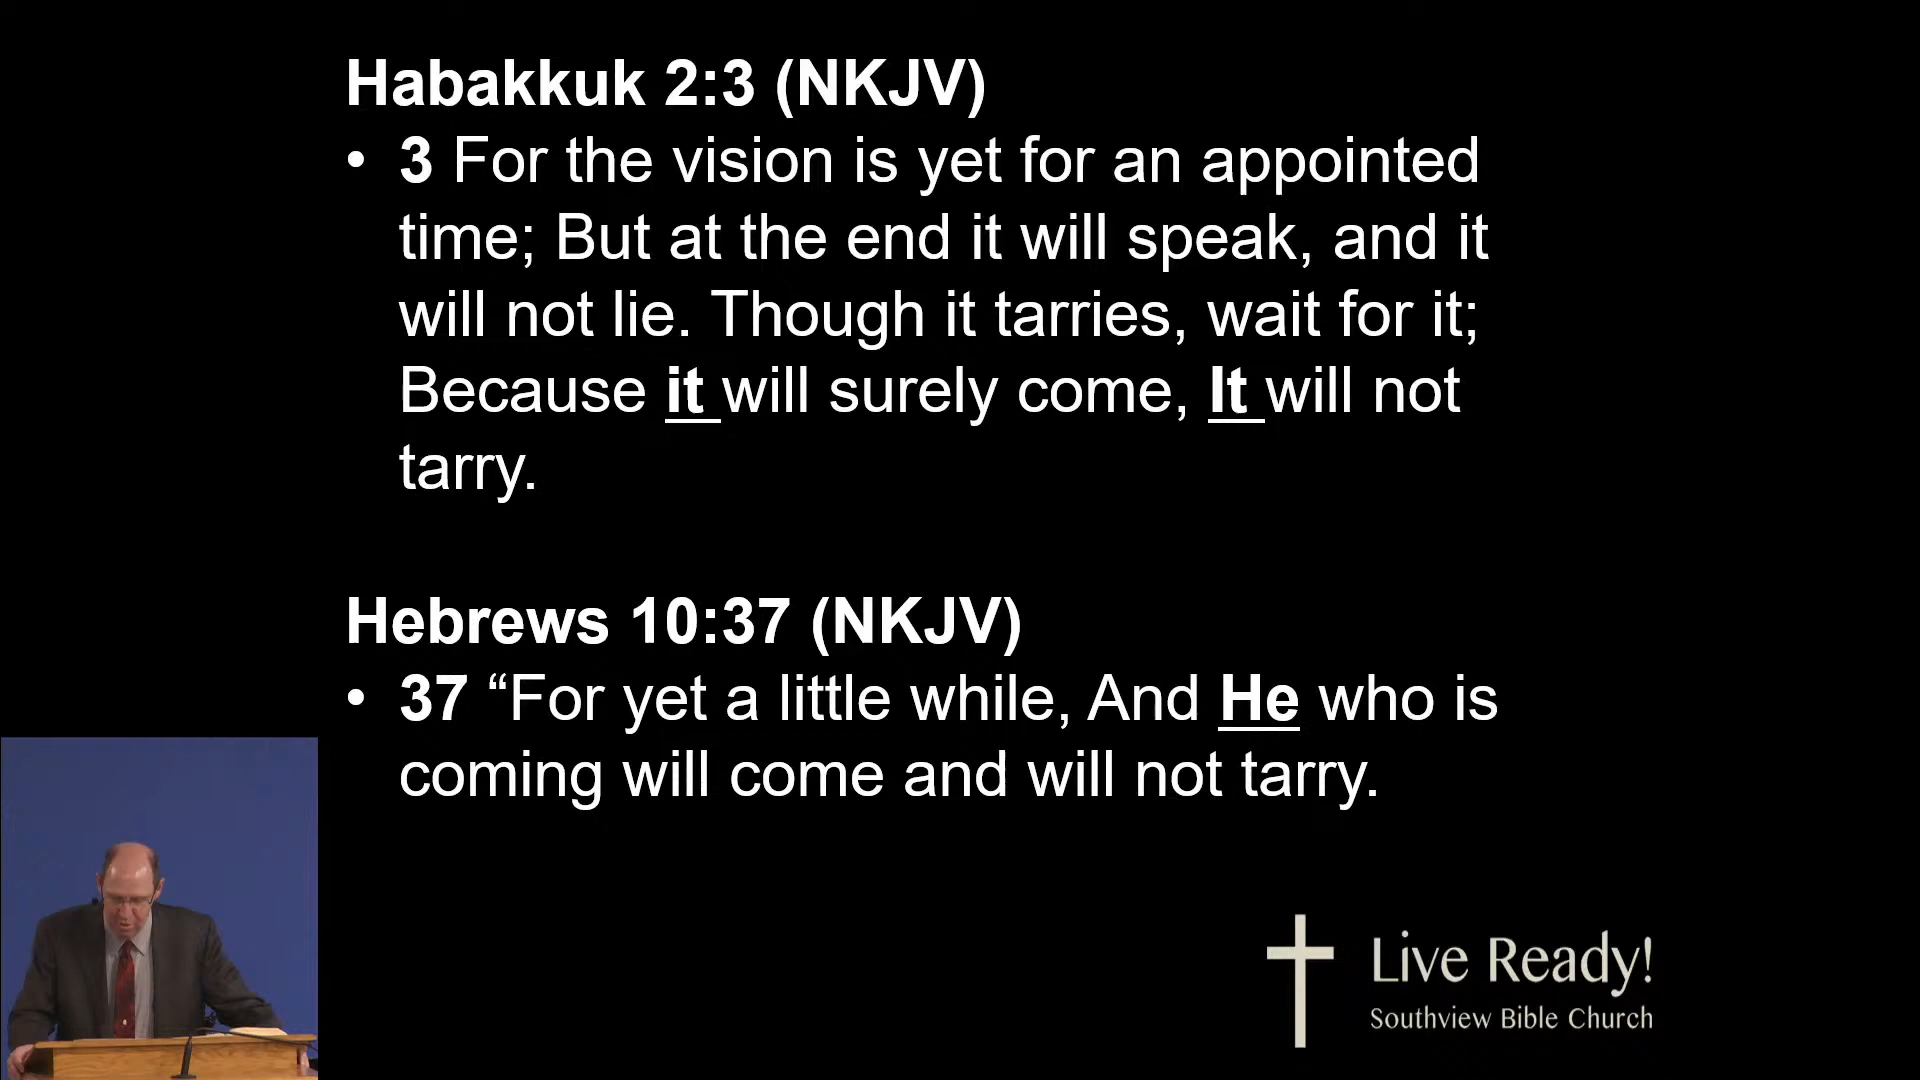 Habakkuk 2:3 (NKJV)
• 3 For the vision is yet for an appointed
time; But at the end it will speak, and it
will not lie. Though it tarries, wait for it;
Because it will surely come, It will not
tarry.
Hebrews 10:37 (NKJV)
• 37 “For yet a little while, And He who is
coming will come and will not tarry.
Live Ready!
Southview Bible Church